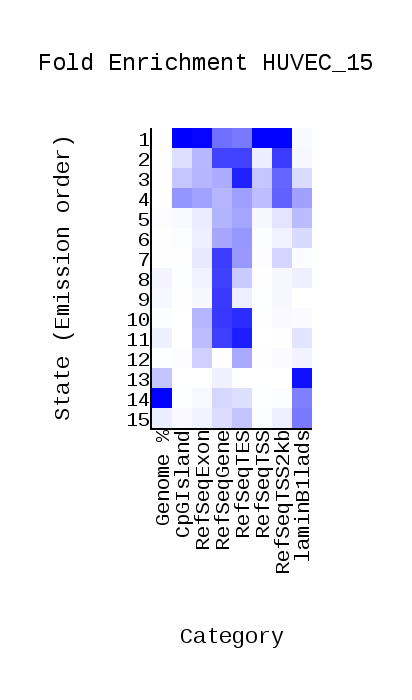 Fold Enrichment HUVEC_15
State (Emission order)
1
2
3
4
5
6
7
8
9
10
11
12
13
14
15
Genome %
CpGIsland
RefSeqExon
RefSeqGene
RefSeqTES
RefSeqTSS
RefSeqTSS2kb
laminB1lads
Category